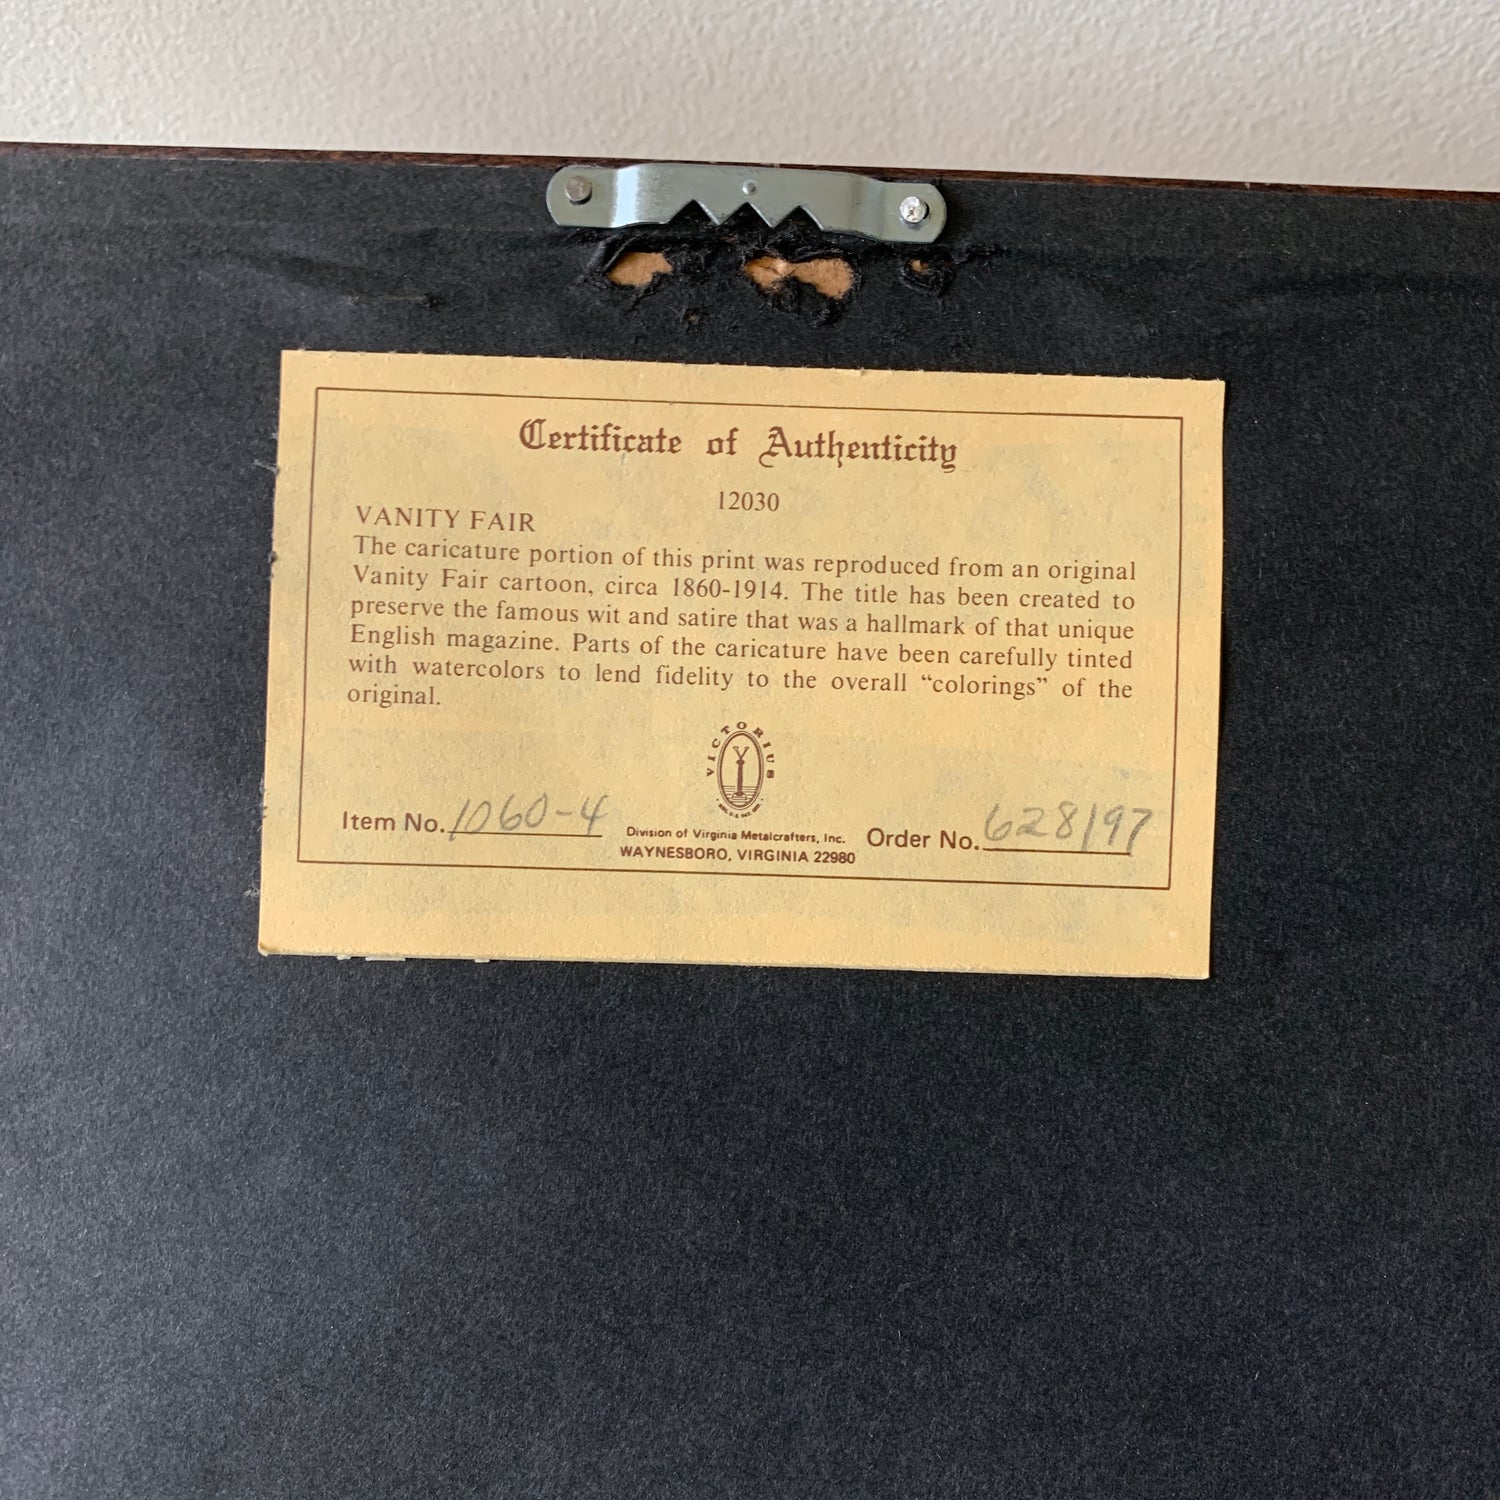 Certificate of Authenticity
12030
VANITY FAIR
The caricature portion of this print was reproduced from an original
Vanity Fair cartoon, circa 1860-1914. The title has been created to
preserve the famous wit and satire that was a hallmark of that unique
English magazine. Parts of the caricature have been carefully tinted
with watercolors to lend fidelity to the overall “colorings” of the
original.
VICTORIUS
Item No. 1060-4
Division of Virginia Metalcrafters, Inc.
WAYNESBORO, VIRGINIA 22980
Order No. 628197